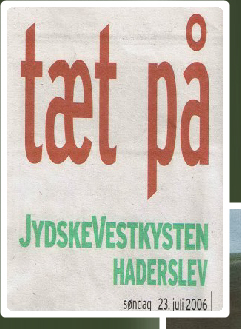 tæt på
JYDSKEVESTKYSTEN
HADERSLEV
søndag 23. juli 2006